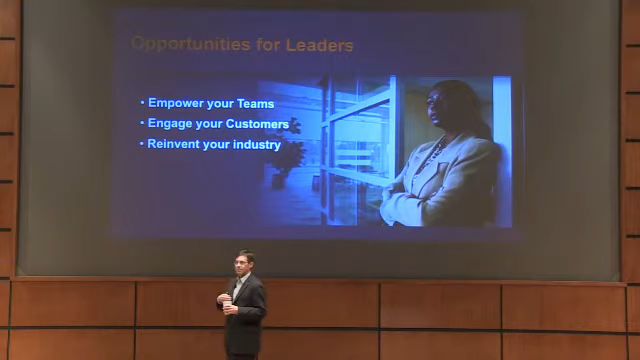 Opportunities for Leaders
• Empower your Teams
• Engage your Customers
• Reinvent your industry